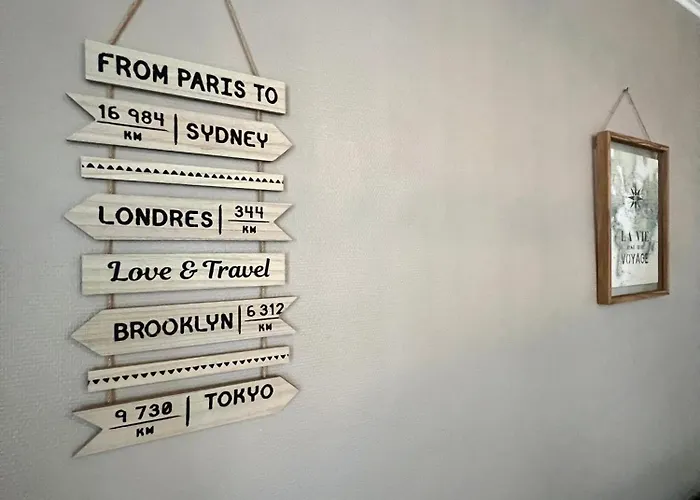 FROM PARIS TO
16 984 KM | SYDNEY
LONDRES | 344 KM
Love & Travel
BROOKLYN | 6 312 KM
9 730 KM | TOKYO
LA VIE
VOYAGE